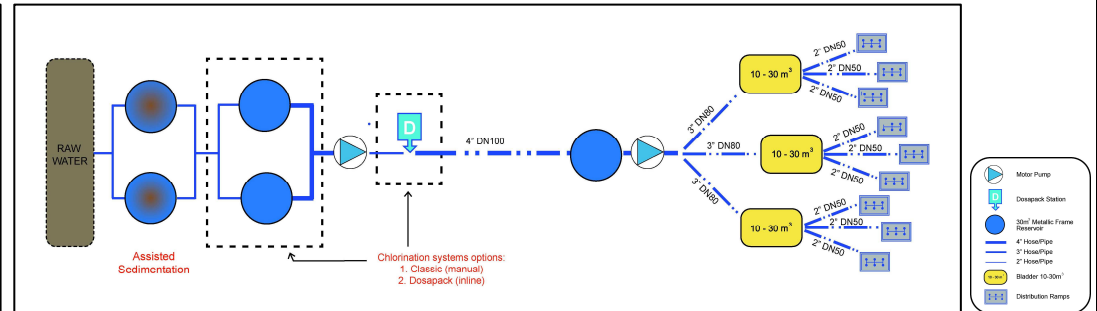 RAW
WATER
Assisted
Sedimentation
D
4" DN100
Chlorination systems options:
1. Classic (manual)
2. Dosapack (inline)
3" DN80
3" DN80
3" DN80
10 - 30 m³
10 - 30 m³
10 - 30 m³
2" DN50
2" DN50
2" DN50
2" DN50
2" DN50
2" DN50
2" DN50
2" DN50
2" DN50
Motor Pump
D
Dosapack Station
30m³ Metallic Frame
Reservoir
4" Hose/Pipe
3" Hose/Pipe
2" Hose/Pipe
10 - 30 m³
Bladder 10-30m³
Distribution Ramps